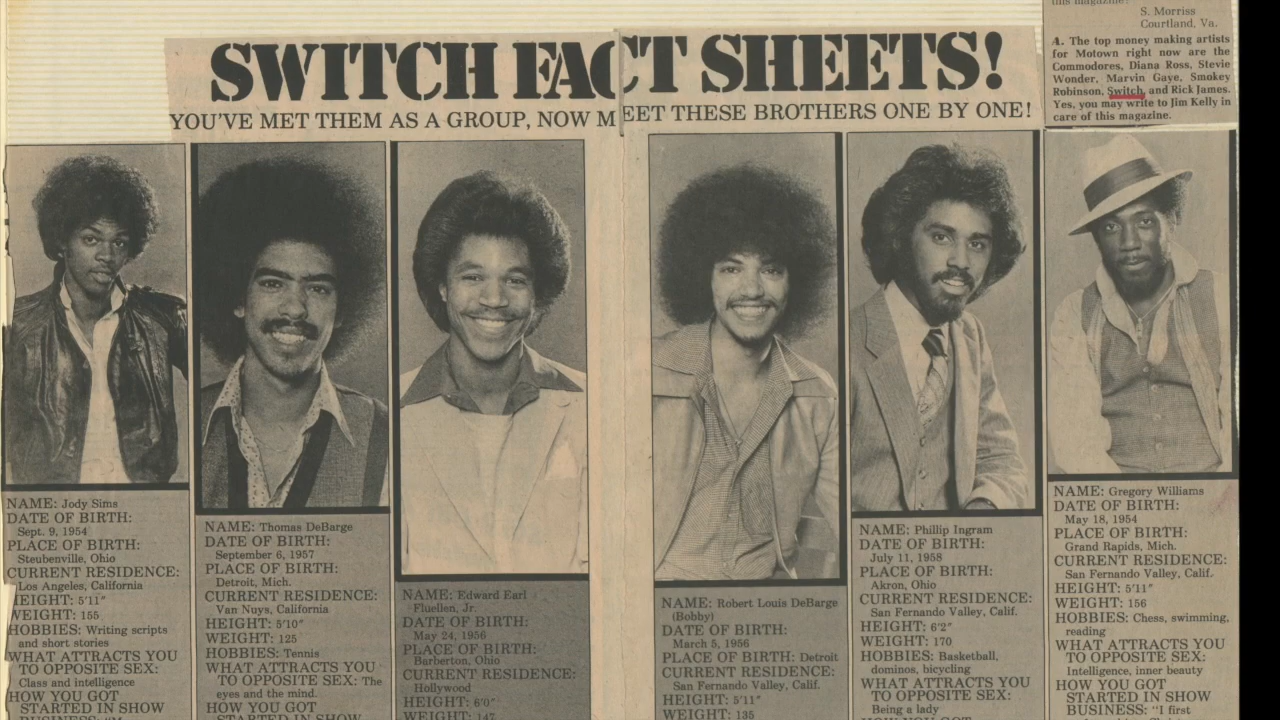 this magazine?
S. Morriss
Courtland, Va.
A. The top money making artists
for Motown right now are the
Commodores, Diana Ross, Stevie
Wonder, Marvin Gaye, Smokey
Robinson, Switch, and Rick James.
Yes, you may write to Jim Kelly in
care of this magazine.
SWITCH FACT SHEETS!
YOU'VE MET THEM AS A GROUP, NOW MEET THESE BROTHERS ONE BY ONE!
NAME: Jody Sims
DATE OF BIRTH:
Sept. 9, 1954
PLACE OF BIRTH:
Steubenville, Ohio
CURRENT RESIDENCE:
Los Angeles, California
HEIGHT: 5'11"
WEIGHT: 155
HOBBIES: Writing scripts
and short stories
WHAT ATTRACTS YOU
TO OPPOSITE SEX:
Class and intelligence
HOW YOU GOT
STARTED IN SHOW
BUSINESS: "M
NAME: Thomas DeBarge
DATE OF BIRTH:
September 6, 1957
PLACE OF BIRTH:
Detroit, Mich.
CURRENT RESIDENCE:
Van Nuys, California
HEIGHT: 5'10"
WEIGHT: 125
HOBBIES: Tennis
WHAT ATTRACTS YOU
TO OPPOSITE SEX: The
eyes and the mind.
HOW YOU GOT
STARTED IN SHOW
NAME: Edward Earl
Fluellen, Jr.
DATE OF BIRTH:
May 24, 1956
PLACE OF BIRTH:
Barberton, Ohio
CURRENT RESIDENCE:
Hollywood
HEIGHT: 6'0"
WEIGHT: 147
NAME: Robert Louis DeBarge
(Bobby)
DATE OF BIRTH:
March 5, 1956
PLACE OF BIRTH: Detroit
CURRENT RESIDENCE:
San Fernando Valley, Calif.
HEIGHT: 5'11"
WEIGHT: 135
NAME: Phillip Ingram
DATE OF BIRTH:
July 11, 1958
PLACE OF BIRTH:
Akron, Ohio
CURRENT RESIDENCE:
San Fernando Valley, Calif.
HEIGHT: 6'2"
WEIGHT: 170
HOBBIES: Basketball,
dominos, bicycling
WHAT ATTRACTS YOU
TO OPPOSITE SEX:
Being a lady
HOW YOU GOT
NAME: Gregory Williams
DATE OF BIRTH:
May 18, 1954
PLACE OF BIRTH:
Grand Rapids, Mich.
CURRENT RESIDENCE:
San Fernando Valley, Calif.
HEIGHT: 5'11"
WEIGHT: 156
HOBBIES: Chess, swimming,
reading
WHAT ATTRACTS YOU
TO OPPOSITE SEX:
Intelligence, inner beauty
HOW YOU GOT
STARTED IN SHOW
BUSINESS: "I first